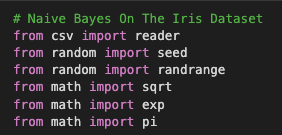 # Naive Bayes On The Iris Dataset
from csv import reader
from random import seed
from random import randrange
from math import sqrt
from math import exp
from math import pi